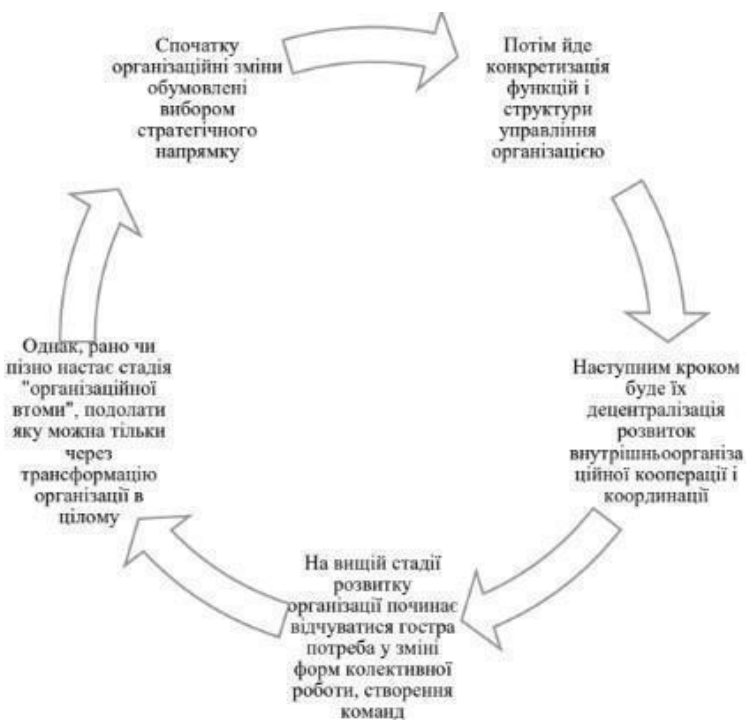 Спочатку
організаційні зміни
обумовлені
вибором
стратегічного
напрямку
Потім йде
конкретизація
функцій і
структури
управління
організацією
Наступним кроком
буде їх
децентралізація
розвиток
внутрішньоорганіза
ційної кооперації і
координації
На вищій стадії
розвитку
організації починає
відчуватися гостра
потреба у зміні
форм колективної
роботи, створення
команд
Однак, рано чи
пізно настає стадія
"організаційної
втоми", подолати
яку можна тільки
через
трансформацію
організації в
цілому